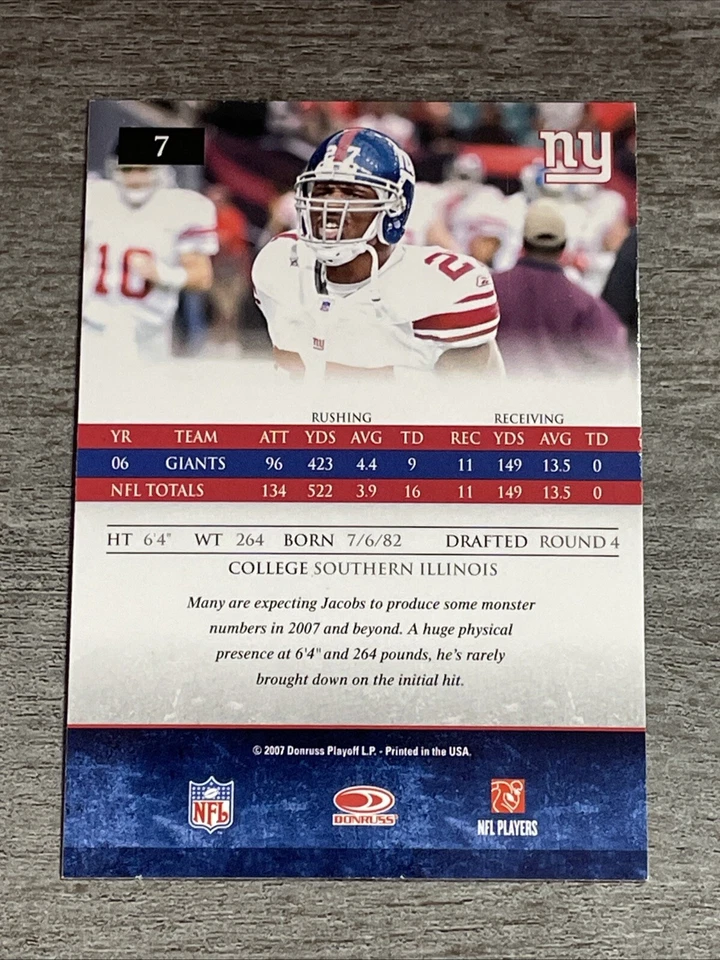 7
ny
27
10
2
ny
RUSHING RECEIVING
YR TEAM ATT YDS AVG TD REC YDS AVG TD
06 GIANTS 96 423 4.4 9 11 149 13.5 0
NFL TOTALS 134 522 3.9 16 11 149 13.5 0
HT 6'4" WT 264 BORN 7/6/82 DRAFTED ROUND 4
COLLEGE SOUTHERN ILLINOIS
Many are expecting Jacobs to produce some monster
numbers in 2007 and beyond. A huge physical
presence at 6'4" and 264 pounds, he's rarely
brought down on the initial hit.
© 2007 Donruss Playoff L.P. - Printed in the USA.
NFL DONRUSS NFL PLAYERS